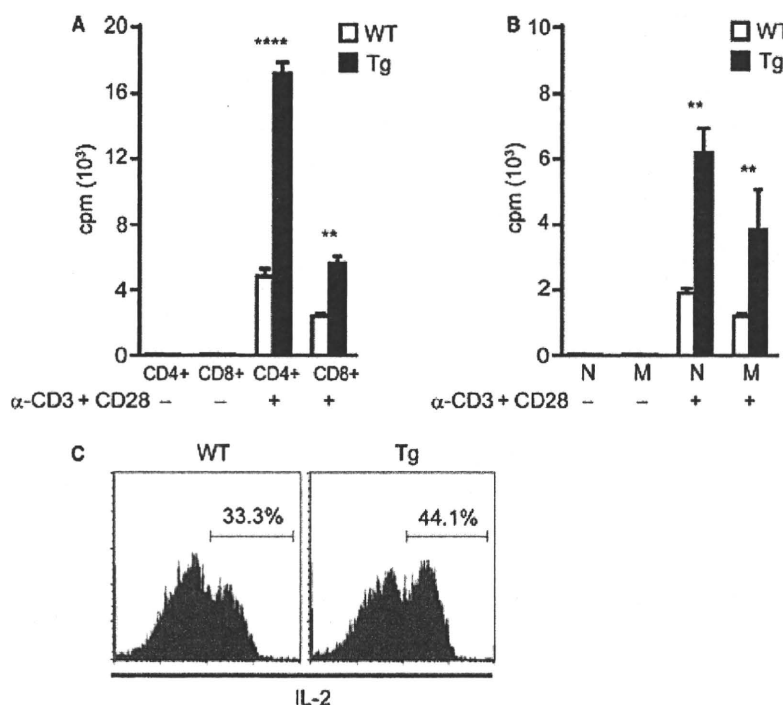 A
20
16
12
8
4
0
cpm (10³)
****
**
WT
Tg
CD4+ CD8+ CD4+ CD8+
α-CD3 + CD28 – – + +
B
10
8
6
4
2
0
cpm (10³)
**
**
WT
Tg
N M N M
α-CD3 + CD28 – – + +
C
WT
Tg
33.3%
44.1%
IL-2